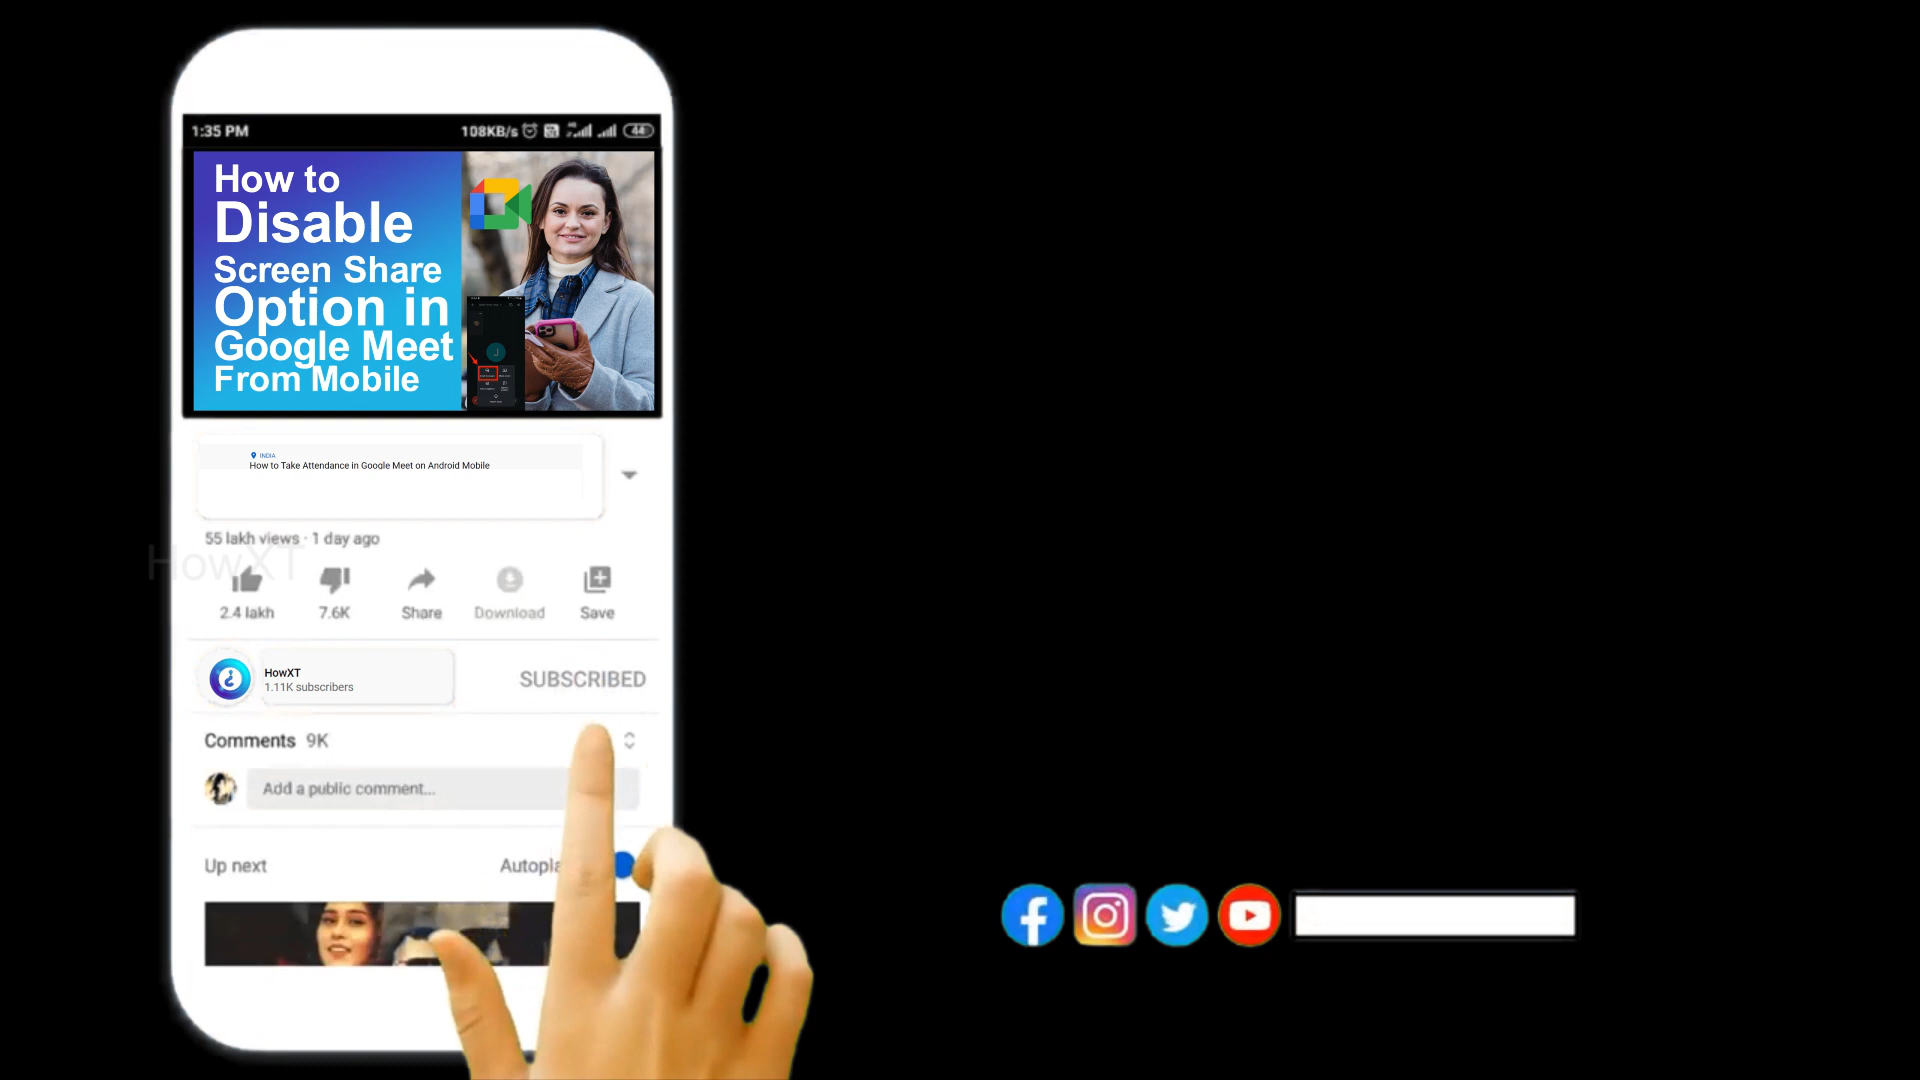 1:35 PM 108KB/s 44
How to
Disable
Screen Share
Option in
Google Meet
From Mobile
J
INDIA
How to Take Attendance in Google Meet on Android Mobile
55 lakh views · 1 day ago
HowXT
2.4 lakh 7.6K Share Download Save
HowXT
1.11K subscribers
SUBSCRIBED
Comments 9K
Add a public comment...
Up next